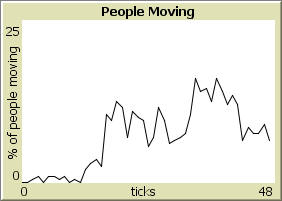 People Moving
25
% of people moving
0
0 ticks 48